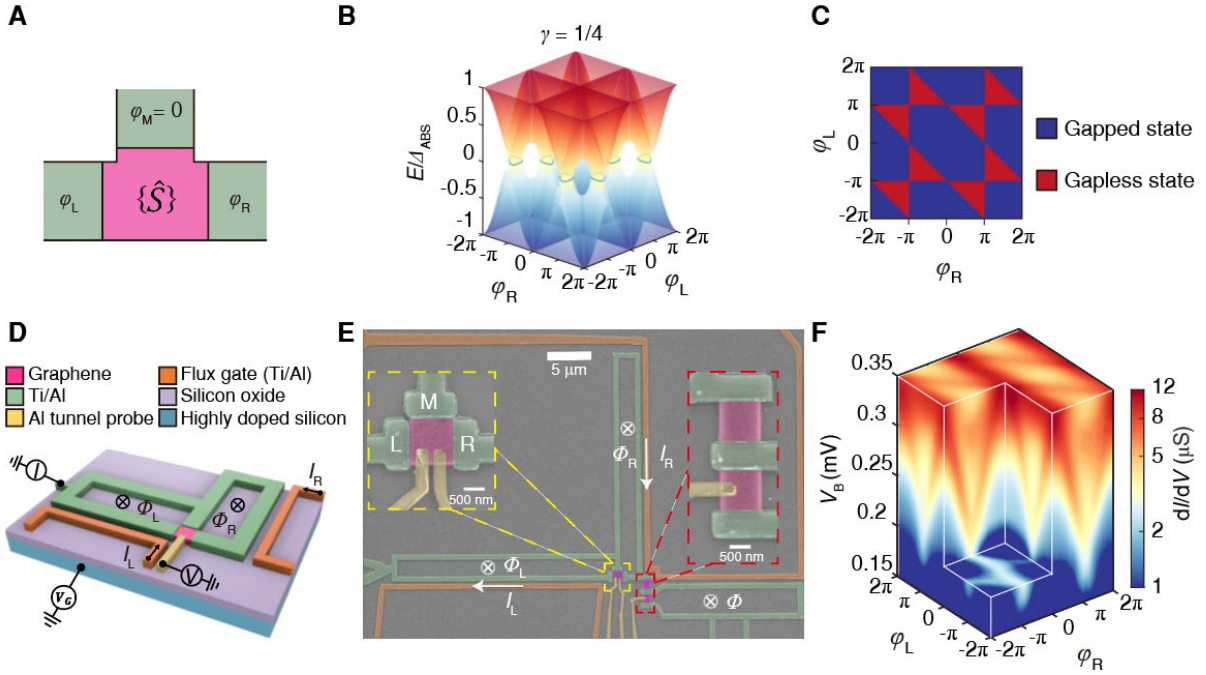 A
φM = 0
φL
{Ŝ}
φR
B
γ = 1/4
E/ΔABS
1
0.5
0
-0.5
-1
-2π
-π
0
π
2π
-2π
-π
0
π
2π
φR
φL
C
φL
2π
π
0
-π
-2π
-2π
-π
0
π
2π
φR
Gapped state
Gapless state
D
Graphene
Flux gate (Ti/Al)
Ti/Al
Silicon oxide
Al tunnel probe
Highly doped silicon
I
ΦL
ΦR
IR
IL
V
VG
E
5 μm
M
L
R
500 nm
ΦR
IR
500 nm
ΦL
IL
Φ
F
VB (mV)
0.35
0.3
0.25
0.2
0.15
2π
π
0
-π
-2π
-2π
-π
0
π
2π
φL
φR
12
8
5
2
1
dI/dV (μS)